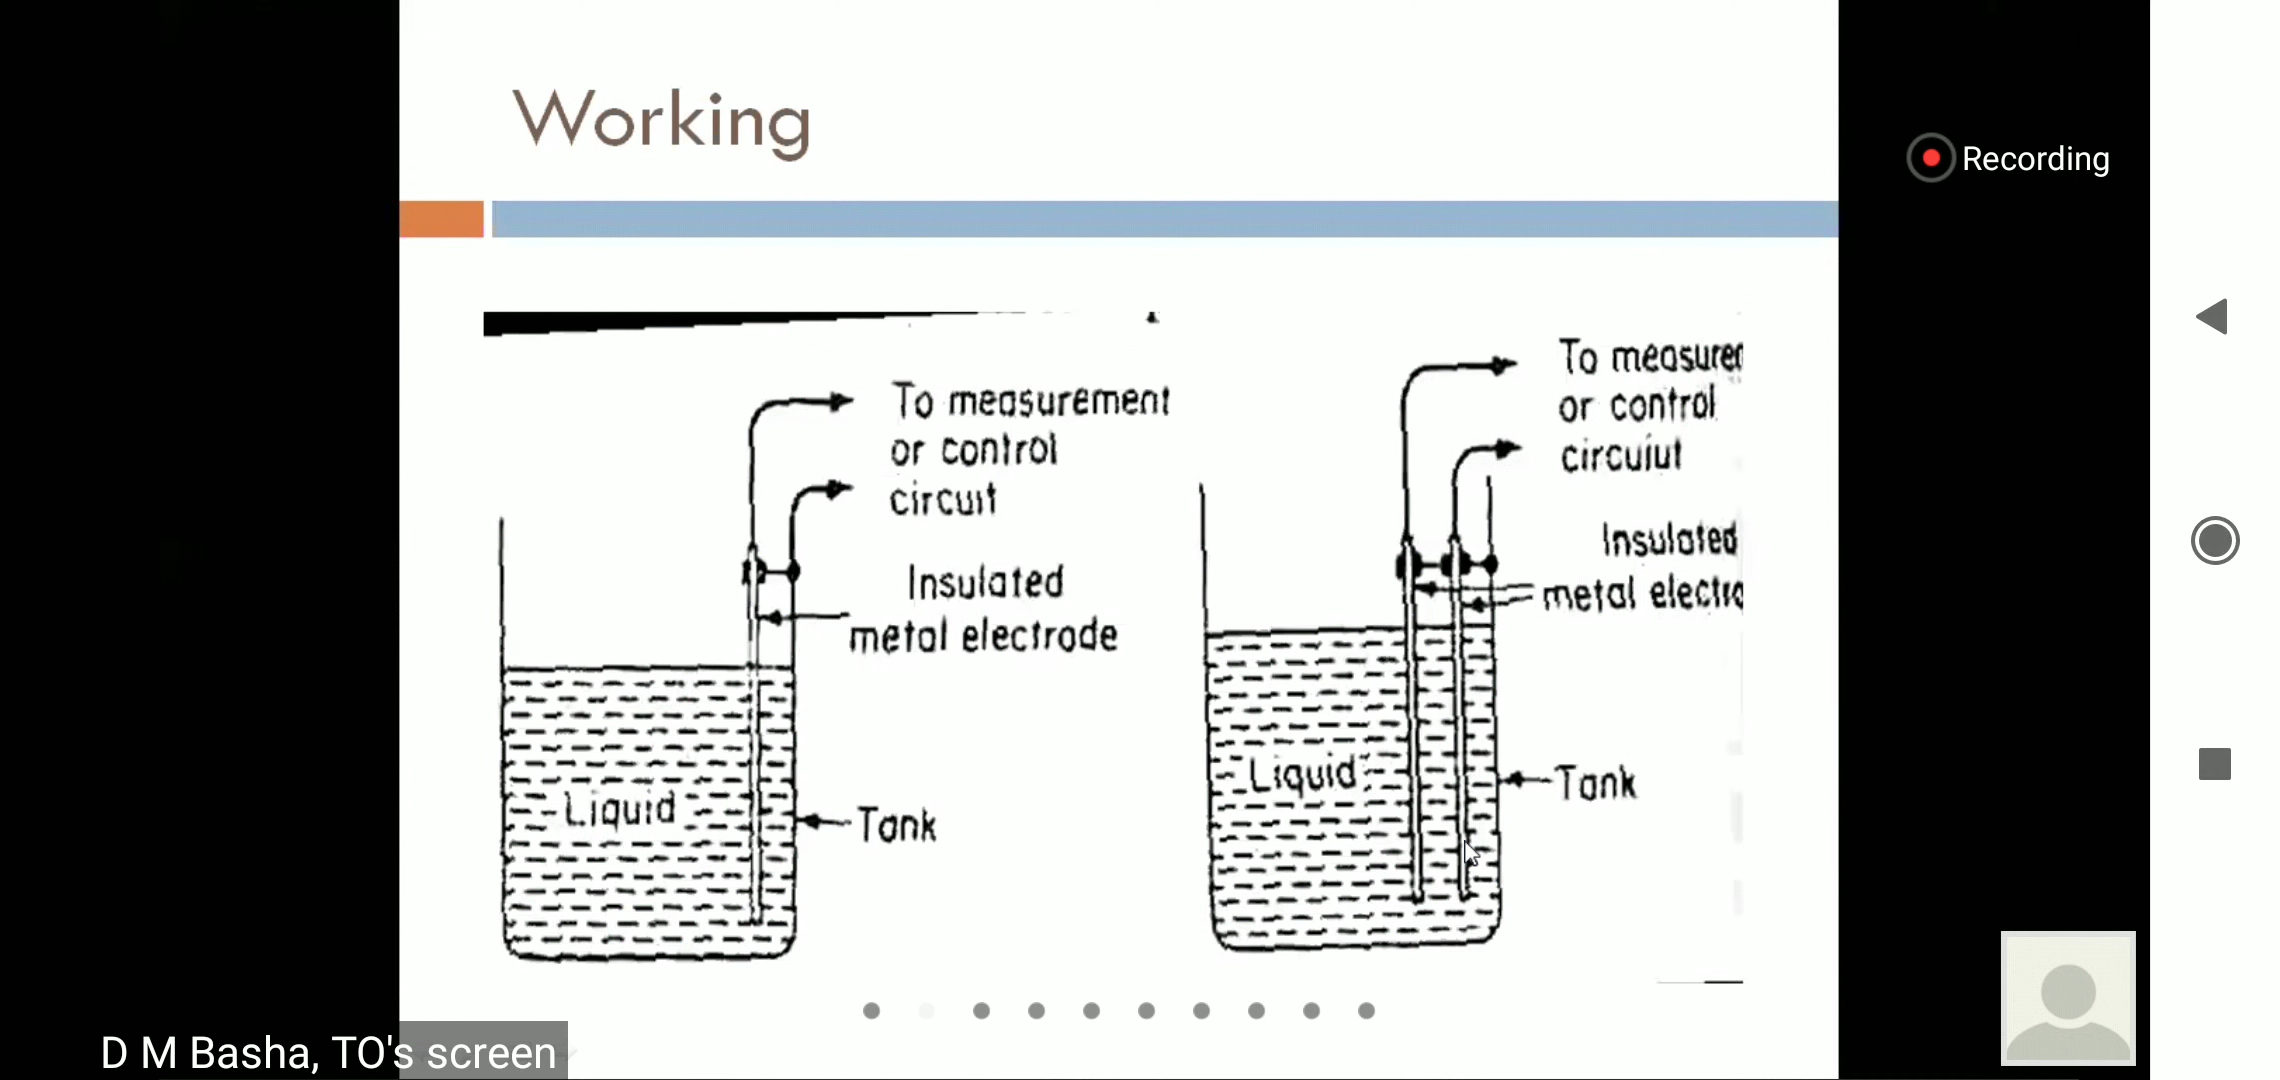 Working
Recording
To measurement
or control
circuit
Insulated
metal electrode
Liquid
Tank
To measurer
or control
circuiut
Insulated
metal electro
Liquid
Tank
D M Basha, TO's screen